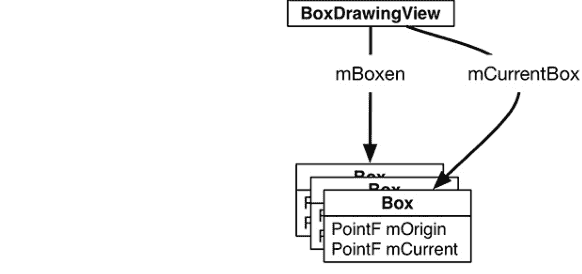 BoxDrawingView
mBoxen
mCurrentBox
Box
PointF mOrigin
PointF mCurrent